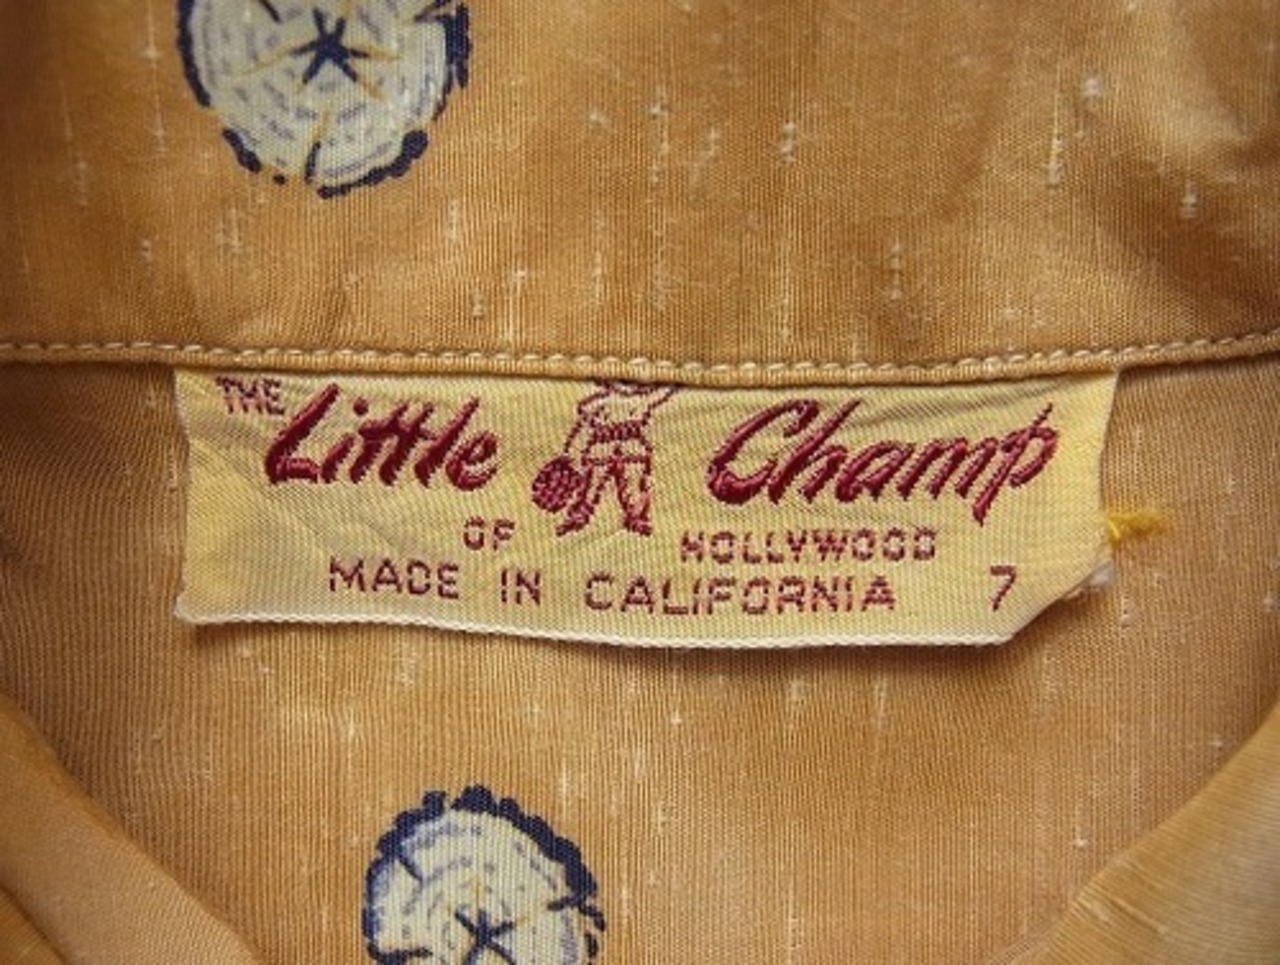 THE Little Champ
OF HOLLYWOOD
MADE IN CALIFORNIA 7